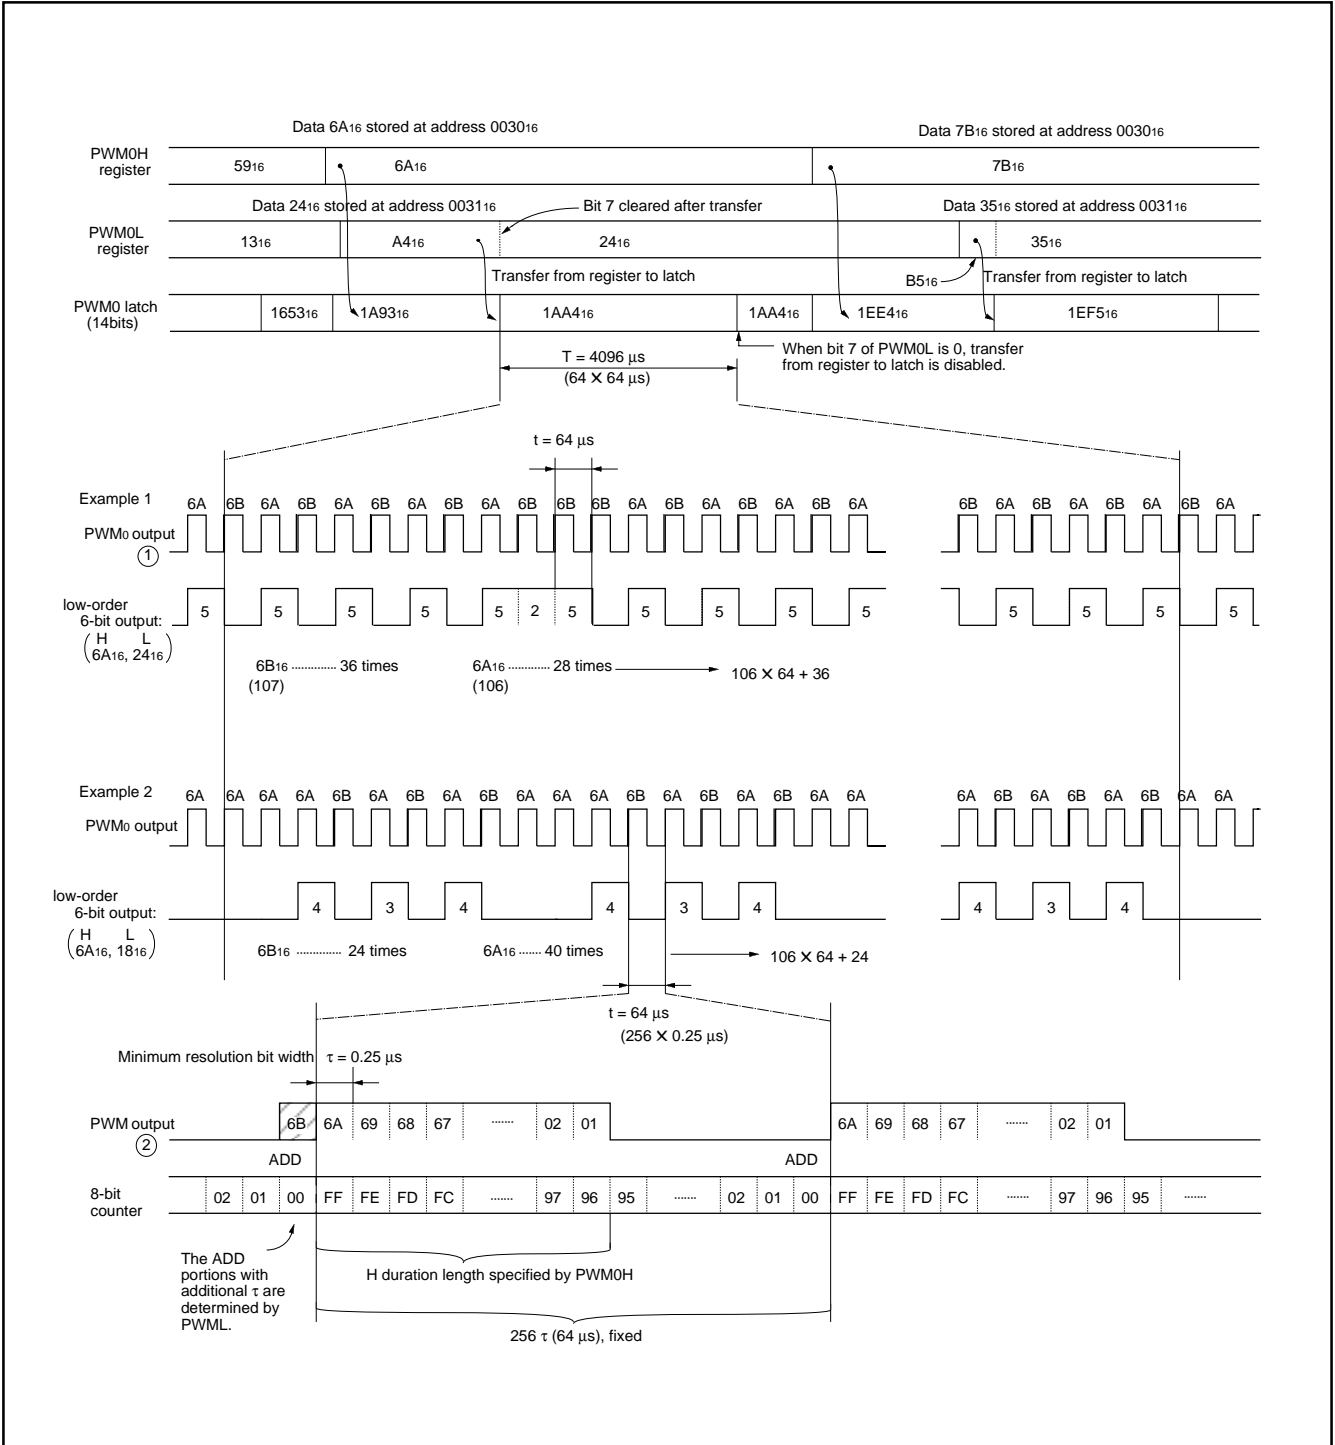 Data 6A16 stored at address 003016
Data 7B16 stored at address 003016
PWM0H
register
5916
6A16
7B16
Data 2416 stored at address 003116
Bit 7 cleared after transfer
Data 3516 stored at address 003116
PWM0L
register
1316
A416
2416
3516
Transfer from register to latch
B516
Transfer from register to latch
PWM0 latch
(14bits)
165316
1A9316
1AA416
1AA416
1EE416
1EF516
When bit 7 of PWM0L is 0, transfer
from register to latch is disabled.
T = 4096 μs
(64 × 64 μs)
t = 64 μs
Example 1
6A 6B 6A 6B 6A 6B 6A 6B 6A 6B 6B 6B 6A 6B 6A 6B 6A 6B 6A
6B 6A 6B 6A 6B 6A 6B 6A
PWM0 output
①
low-order
6-bit output:
5 5 5 5 5 2 5 5 5 5 5
5 5 5 5
H L
(6A16, 2416)
6B16 ............. 36 times
6A16 ............ 28 times
106 × 64 + 36
(107)
(106)
Example 2
6A 6A 6A 6A 6B 6A 6B 6A 6B 6A 6A 6A 6B 6A 6B 6A 6B 6A 6A
6A 6B 6A 6B 6A 6B 6A 6A
PWM0 output
low-order
6-bit output:
4 3 4 4 3 4
4 3 4
H L
(6A16, 1816)
6B16 ............. 24 times
6A16 ....... 40 times
106 × 64 + 24
t = 64 μs
(256 × 0.25 μs)
Minimum resolution bit width τ = 0.25 μs
PWM output
②
6B 6A 69 68 67 ....... 02 01
6A 69 68 67 ....... 02 01
ADD
ADD
8-bit
counter
02 01 00 FF FE FD FC ....... 97 96 95 ....... 02 01 00 FF FE FD FC ....... 97 96 95 .......
The ADD
portions with
additional τ are
determined by
PWML.
H duration length specified by PWM0H
256 τ (64 μs), fixed